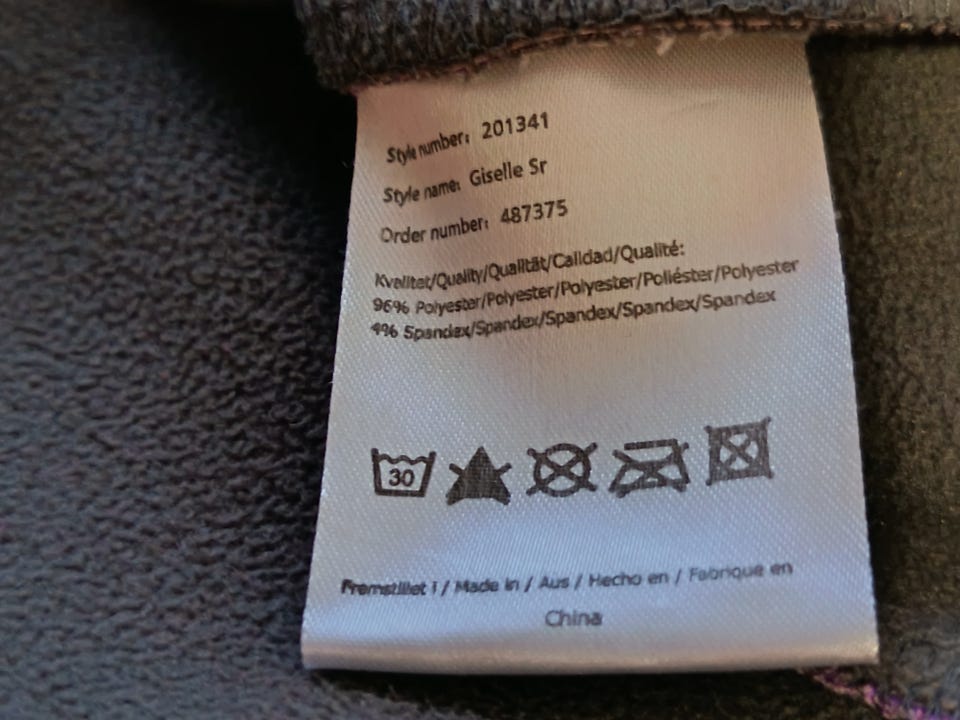 Style number: 201341
Style name: Giselle Sr
Order number: 487375
Kvalitet/Quality/Qualität/Calidad/Qualité:
96% Polyester/Polyester/Polyester/Poliéster/Polyester
4% Spandex/Spandex/Spandex/Spandex/Spandex
30
Fremstillet i / Made in / Aus / Hecho en / Fabrique en
China